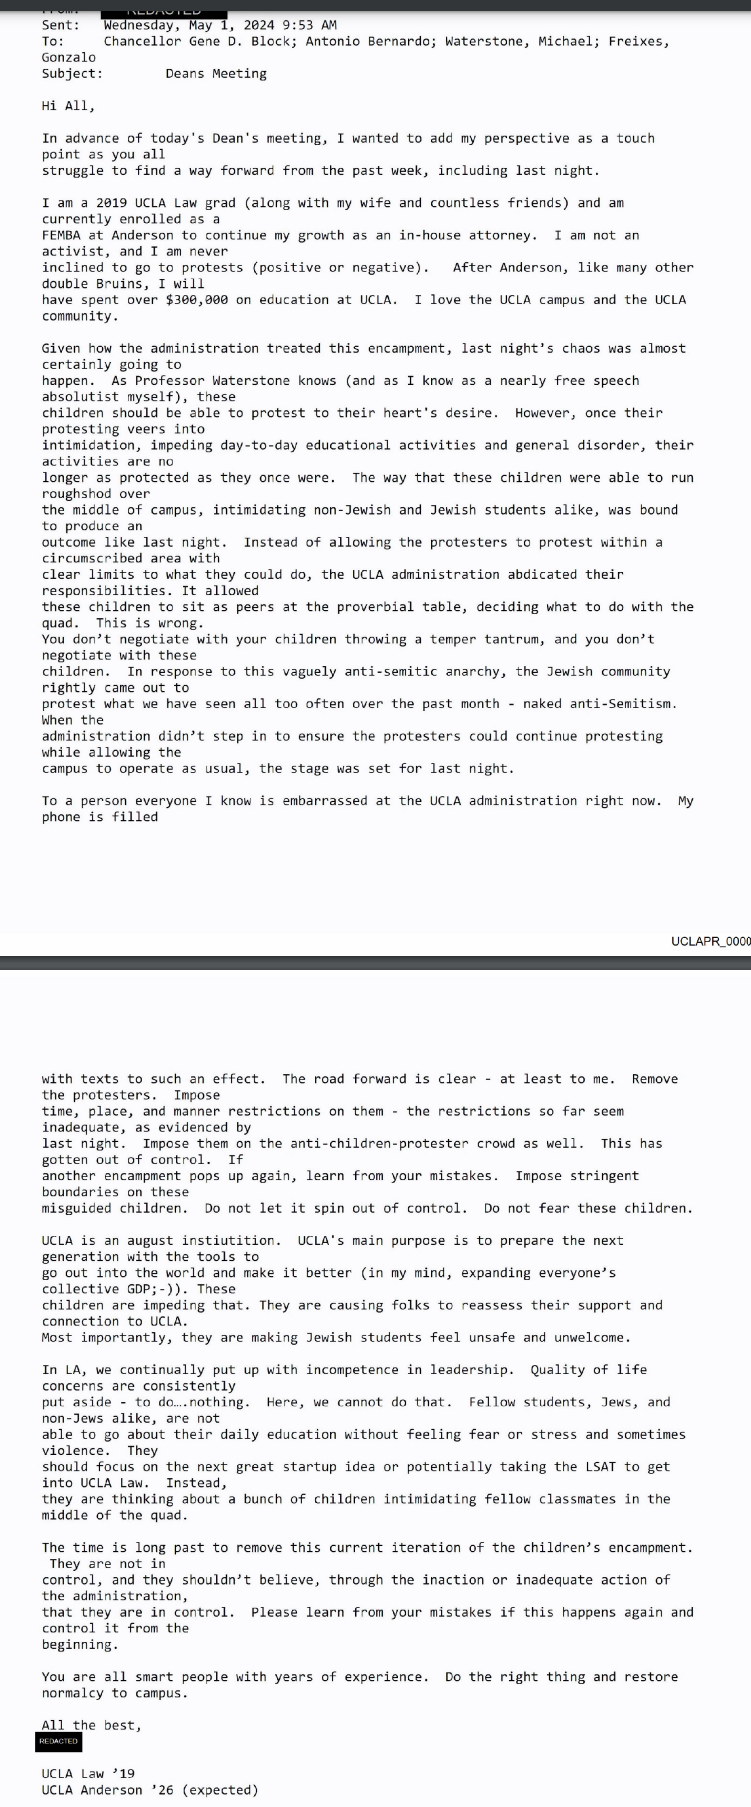 From: REDACTED
Sent: Wednesday, May 1, 2024 9:53 AM
To: Chancellor Gene D. Block; Antonio Bernardo; Waterstone, Michael; Freixes,
Gonzalo
Subject: Deans Meeting
Hi All,
In advance of today's Dean's meeting, I wanted to add my perspective as a touch
point as you all
struggle to find a way forward from the past week, including last night.
I am a 2019 UCLA Law grad (along with my wife and countless friends) and am
currently enrolled as a
FEMBA at Anderson to continue my growth as an in-house attorney. I am not an
activist, and I am never
inclined to go to protests (positive or negative). After Anderson, like many other
double Bruins, I will
have spent over $300,000 on education at UCLA. I love the UCLA campus and the UCLA
community.
Given how the administration treated this encampment, last night's chaos was almost
certainly going to
happen. As Professor Waterstone knows (and as I know as a nearly free speech
absolutist myself), these
children should be able to protest to their heart's desire. However, once their
protesting veers into
intimidation, impeding day-to-day educational activities and general disorder, their
activities are no
longer as protected as they once were. The way that these children were able to run
roughshod over
the middle of campus, intimidating non-Jewish and Jewish students alike, was bound
to produce an
outcome like last night. Instead of allowing the protesters to protest within a
circumscribed area with
clear limits to what they could do, the UCLA administration abdicated their
responsibilities. It allowed
these children to sit as peers at the proverbial table, deciding what to do with the
quad. This is wrong.
You don't negotiate with your children throwing a temper tantrum, and you don't
negotiate with these
children. In response to this vaguely anti-semitic anarchy, the Jewish community
rightly came out to
protest what we have seen all too often over the past month - naked anti-Semitism.
When the
administration didn't step in to ensure the protesters could continue protesting
while allowing the
campus to operate as usual, the stage was set for last night.
To a person everyone I know is embarrassed at the UCLA administration right now. My
phone is filled
UCLAPR_0000
with texts to such an effect. The road forward is clear - at least to me. Remove
the protesters. Impose
time, place, and manner restrictions on them - the restrictions so far seem
inadequate, as evidenced by
last night. Impose them on the anti-children-protester crowd as well. This has
gotten out of control. If
another encampment pops up again, learn from your mistakes. Impose stringent
boundaries on these
misguided children. Do not let it spin out of control. Do not fear these children.
UCLA is an august instiutition. UCLA's main purpose is to prepare the next
generation with the tools to
go out into the world and make it better (in my mind, expanding everyone's
collective GDP;-)). These
children are impeding that. They are causing folks to reassess their support and
connection to UCLA.
Most importantly, they are making Jewish students feel unsafe and unwelcome.
In LA, we continually put up with incompetence in leadership. Quality of life
concerns are consistently
put aside - to do….nothing. Here, we cannot do that. Fellow students, Jews, and
non-Jews alike, are not
able to go about their daily education without feeling fear or stress and sometimes
violence. They
should focus on the next great startup idea or potentially taking the LSAT to get
into UCLA Law. Instead,
they are thinking about a bunch of children intimidating fellow classmates in the
middle of the quad.
The time is long past to remove this current iteration of the children's encampment.
They are not in
control, and they shouldn't believe, through the inaction or inadequate action of
the administration,
that they are in control. Please learn from your mistakes if this happens again and
control it from the
beginning.
You are all smart people with years of experience. Do the right thing and restore
normalcy to campus.
All the best,
REDACTED
UCLA Law '19
UCLA Anderson '26 (expected)